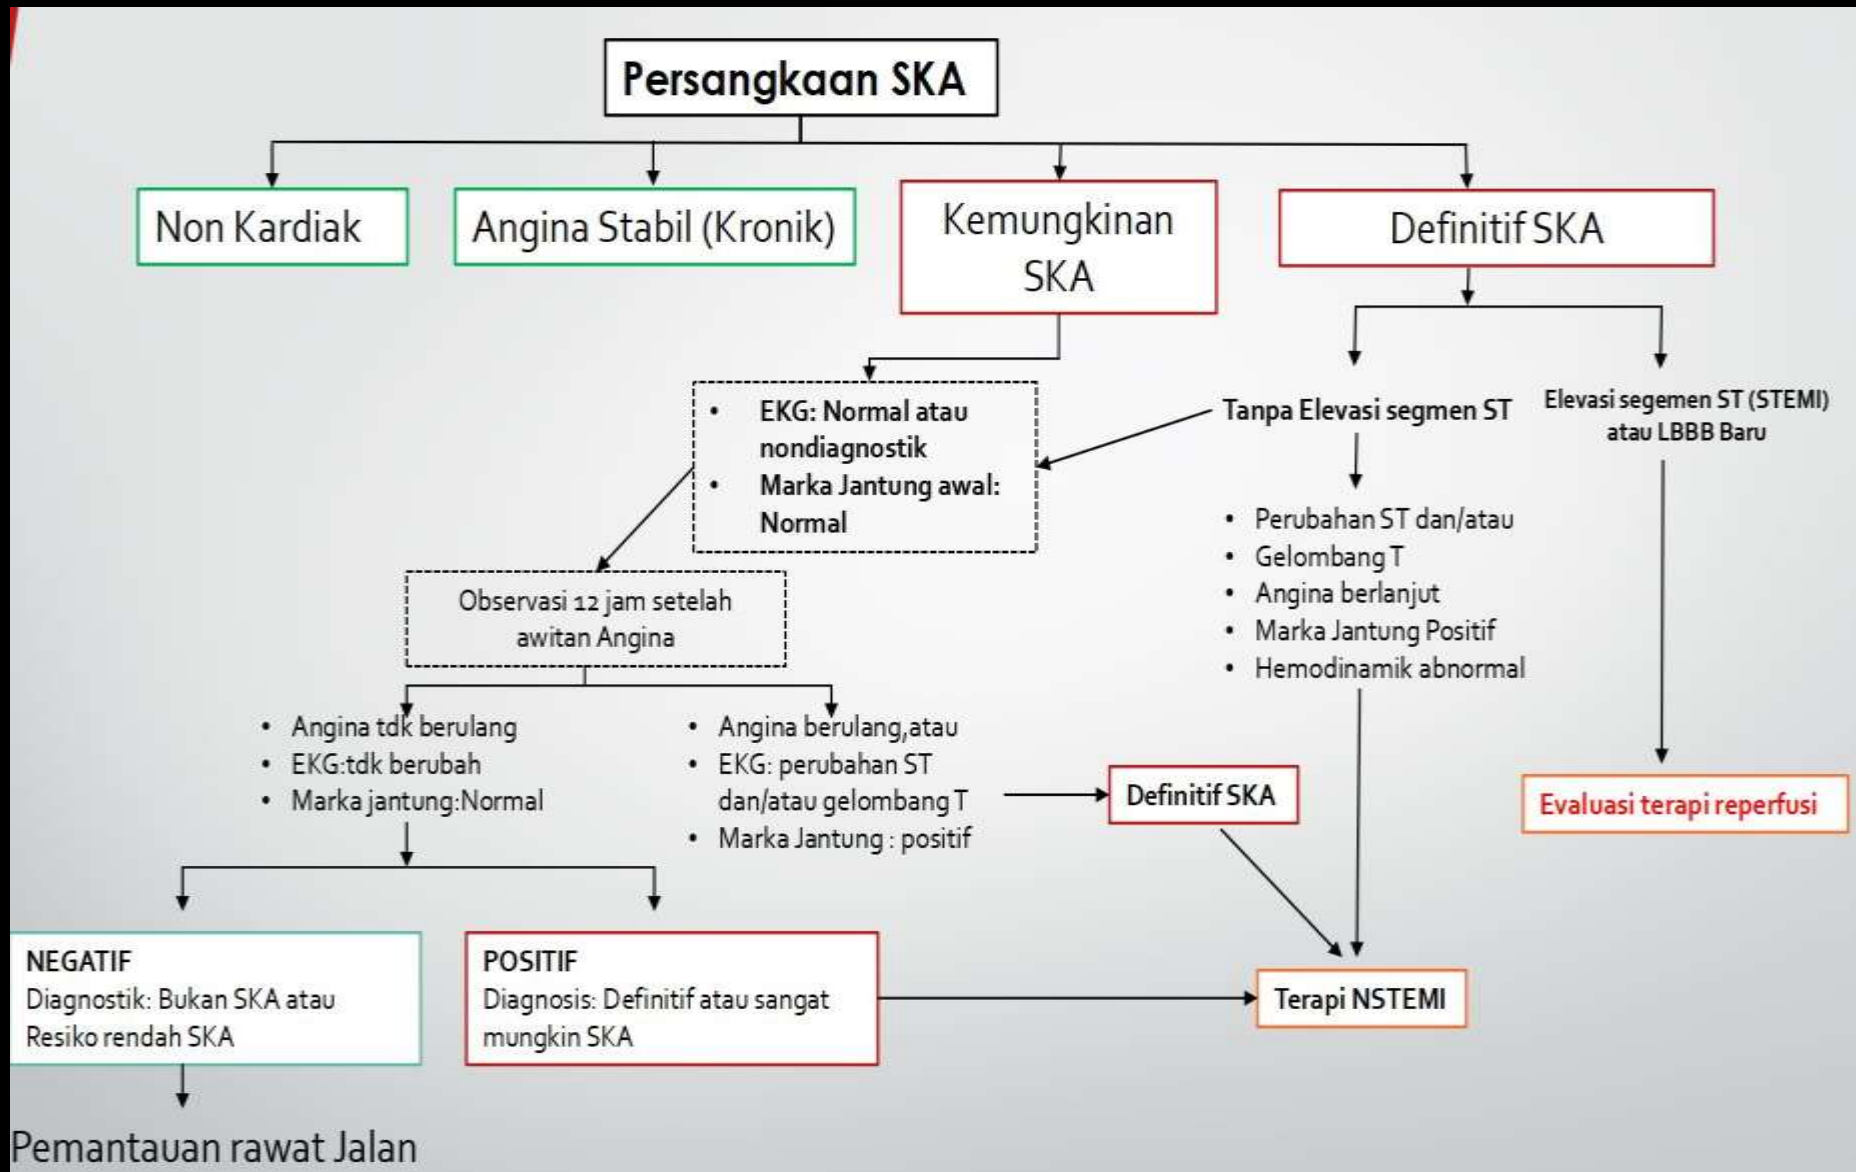 Persangkaan SKA
Non Kardiak
Angina Stabil (Kronik)
Kemungkinan
SKA
Definitif SKA
• EKG: Normal atau
nondiagnostik
• Marka Jantung awal:
Normal
Tanpa Elevasi segmen ST
Elevasi segemen ST (STEMI)
atau LBBB Baru
• Perubahan ST dan/atau
• Gelombang T
• Angina berlanjut
• Marka Jantung Positif
• Hemodinamik abnormal
Observasi 12 jam setelah
awitan Angina
• Angina tdk berulang
• EKG:tdk berubah
• Marka jantung:Normal
• Angina berulang,atau
• EKG: perubahan ST
dan/atau gelombang T
• Marka Jantung : positif
Definitif SKA
Evaluasi terapi reperfusi
NEGATIF
Diagnostik: Bukan SKA atau
Resiko rendah SKA
POSITIF
Diagnosis: Definitif atau sangat
mungkin SKA
Terapi NSTEMI
Pemantauan rawat Jalan